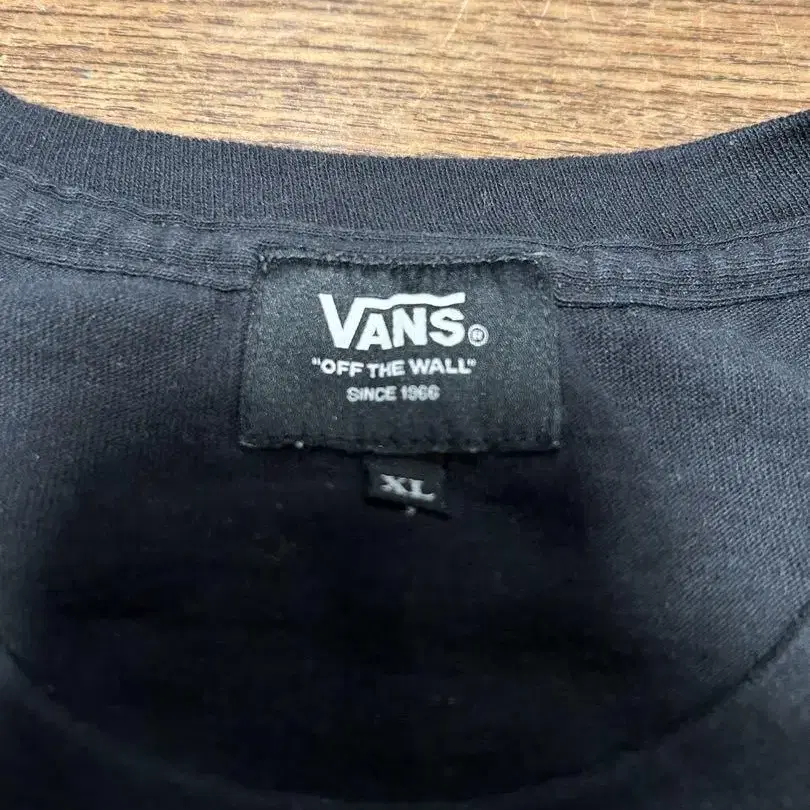 VANS®
"OFF THE WALL"
SINCE 1966
XL